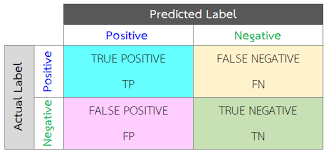 Predicted Label
Positive
Negative
Actual Label
Positive
TRUE POSITIVE
FALSE NEGATIVE
TP
FN
Negative
FALSE POSITIVE
TRUE NEGATIVE
FP
TN